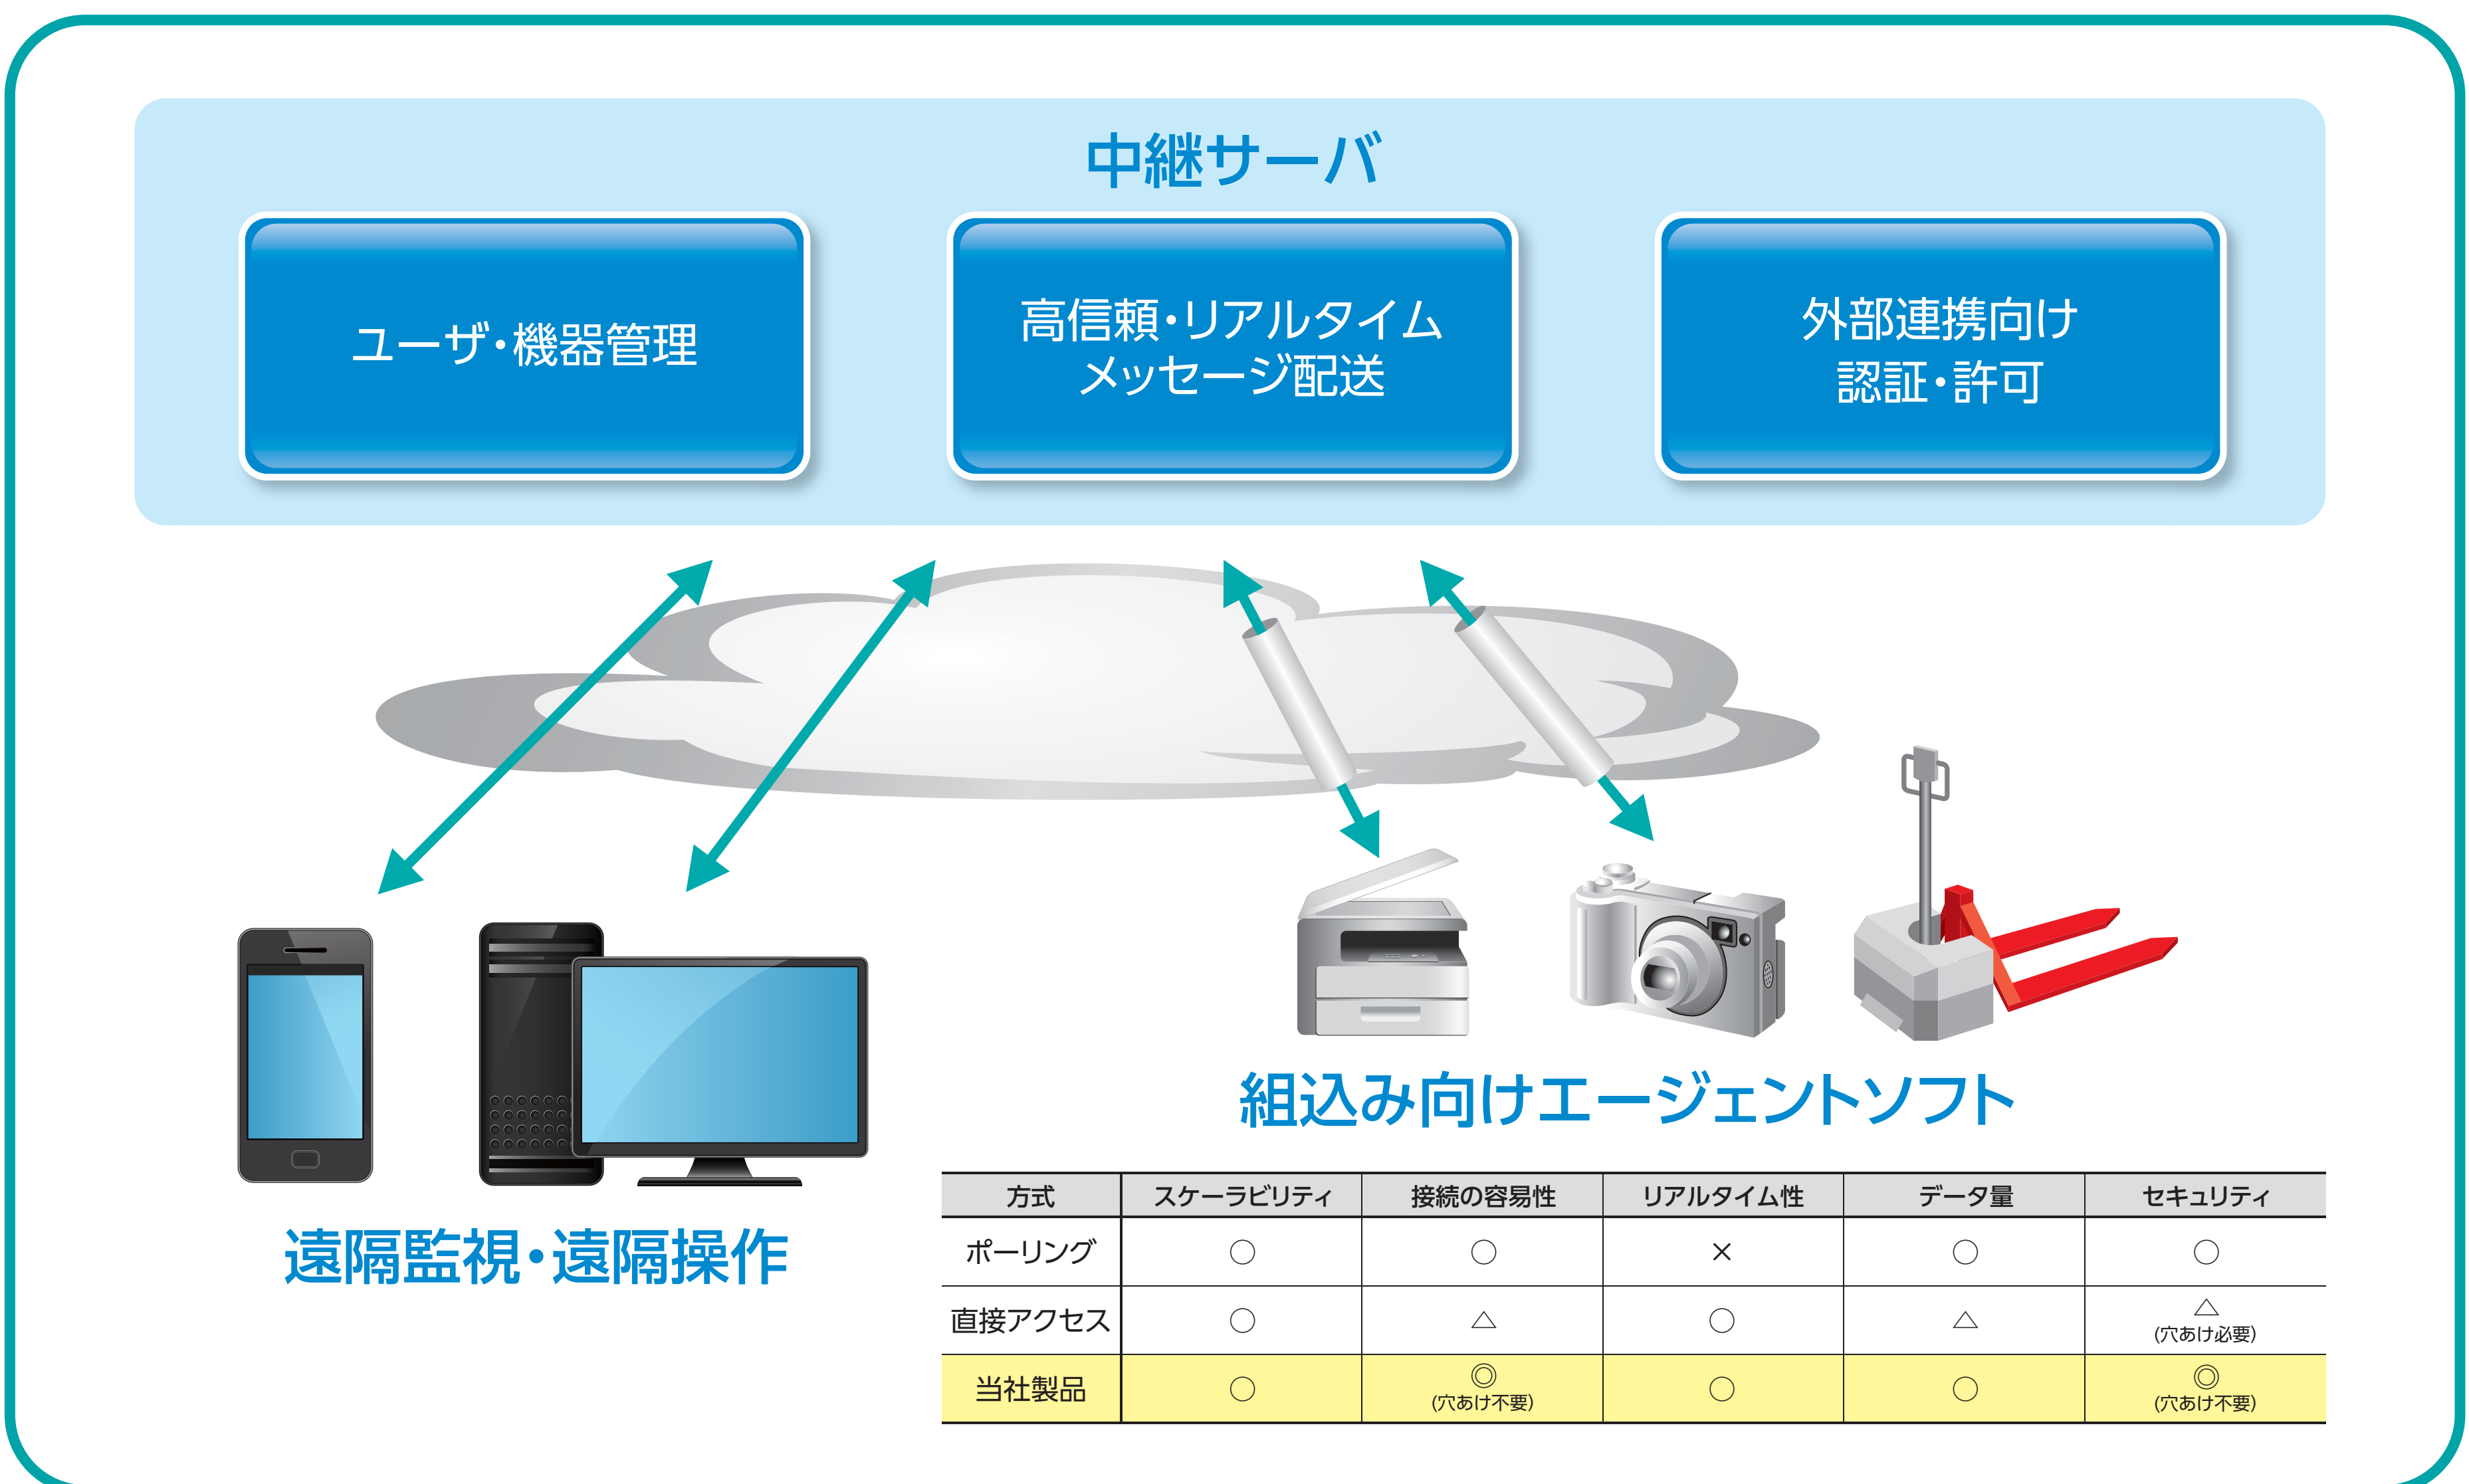 中継サーバ
ユーザ・機器管理
高信頼・リアルタイム
メッセージ配送
外部連携向け
認証・許可
遠隔監視・遠隔操作
組込み向けエージェントソフト
方式 スケーラビリティ 接続の容易性 リアルタイム性 データ量 セキュリティ
ポーリング ○ ○ × ○ ○
直接アクセス ○ △ ○ △ △
(穴あけ必要)
当社製品 ○ ◎ ○ ○ ◎
(穴あけ不要) (穴あけ不要)